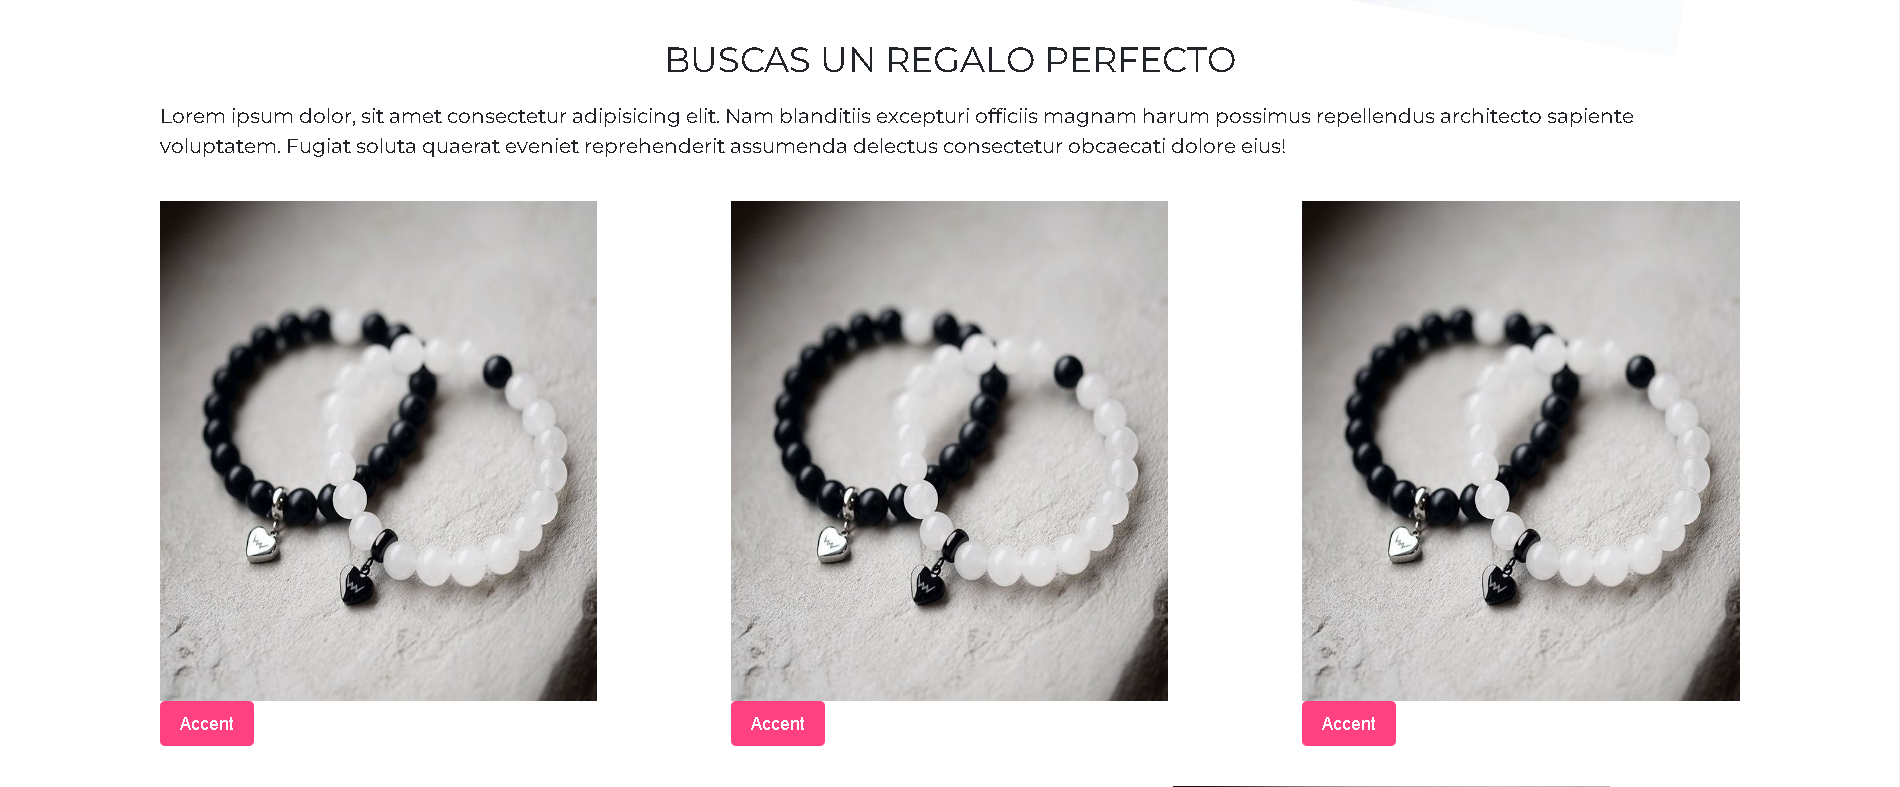 BUSCAS UN REGALO PERFECTO
Lorem ipsum dolor, sit amet consectetur adipisicing elit. Nam blanditiis excepturi officiis magnam harum possimus repellendus architecto sapiente
voluptatem. Fugiat soluta quaerat eveniet reprehenderit assumenda delectus consectetur obcaecati dolore eius!
Accent
Accent
Accent